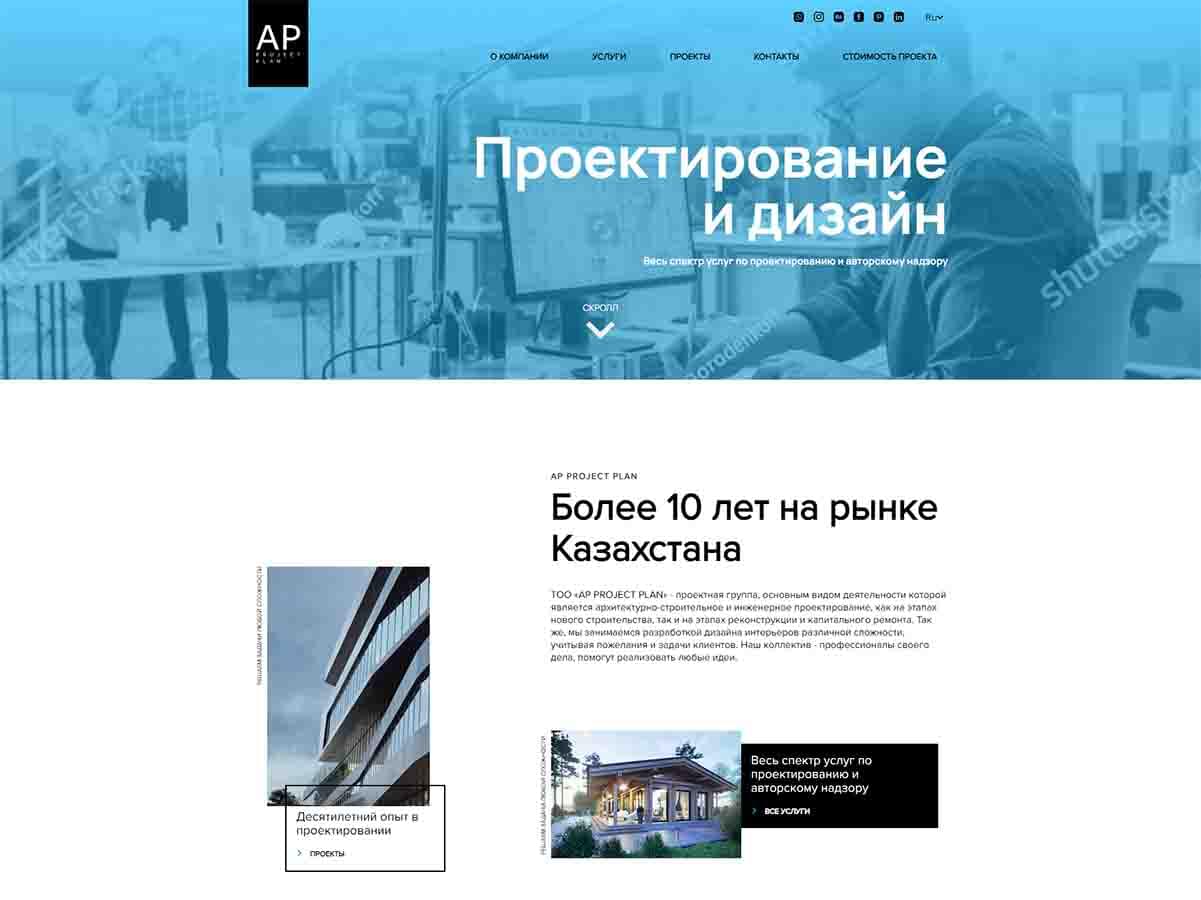 AP
PROJECT
PLAN
Ru
О КОМПАНИИ
УСЛУГИ
ПРОЕКТЫ
КОНТАКТЫ
СТОИМОСТЬ ПРОЕКТА
Проектирование
и дизайн
Весь спектр услуг по проектированию и авторскому надзору
СКРОЛЛ
shutterstock
AP PROJECT PLAN
Более 10 лет на рынке
Казахстана
ТОО «AP PROJECT PLAN» - проектная группа, основным видом деятельности которой
является архитектурно-строительное и инженерное проектирование, как на этапах
нового строительства, так и на этапах реконструкции и капитального ремонта. Так
же, мы занимаемся разработкой дизайна интерьеров различной сложности,
учитывая пожелания и задачи клиентов. Наш коллектив - профессионалы своего
дела, помогут реализовать любые идеи.
РЕШАЕМ ЗАДАЧИ ЛЮБОЙ СЛОЖНОСТИ
Десятилетний опыт в
проектировании
ПРОЕКТЫ
РЕШАЕМ ЗАДАЧИ ЛЮБОЙ СЛОЖНОСТИ
Весь спектр услуг по
проектированию и
авторскому надзору
ВСЕ УСЛУГИ